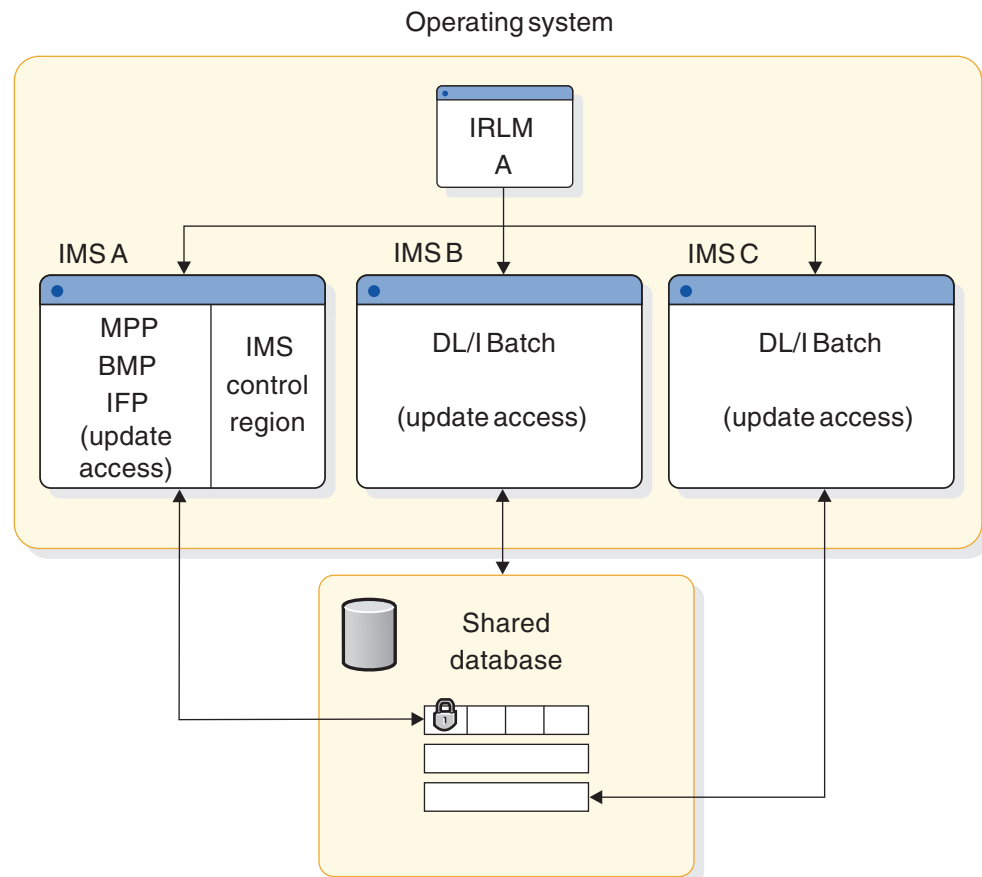 Operating system
IRLM
A
IMS A
IMS B
IMS C
MPP
BMP
IFP
(update
access)
IMS
control
region
DL/I Batch
(update access)
DL/I Batch
(update access)
Shared
database
1